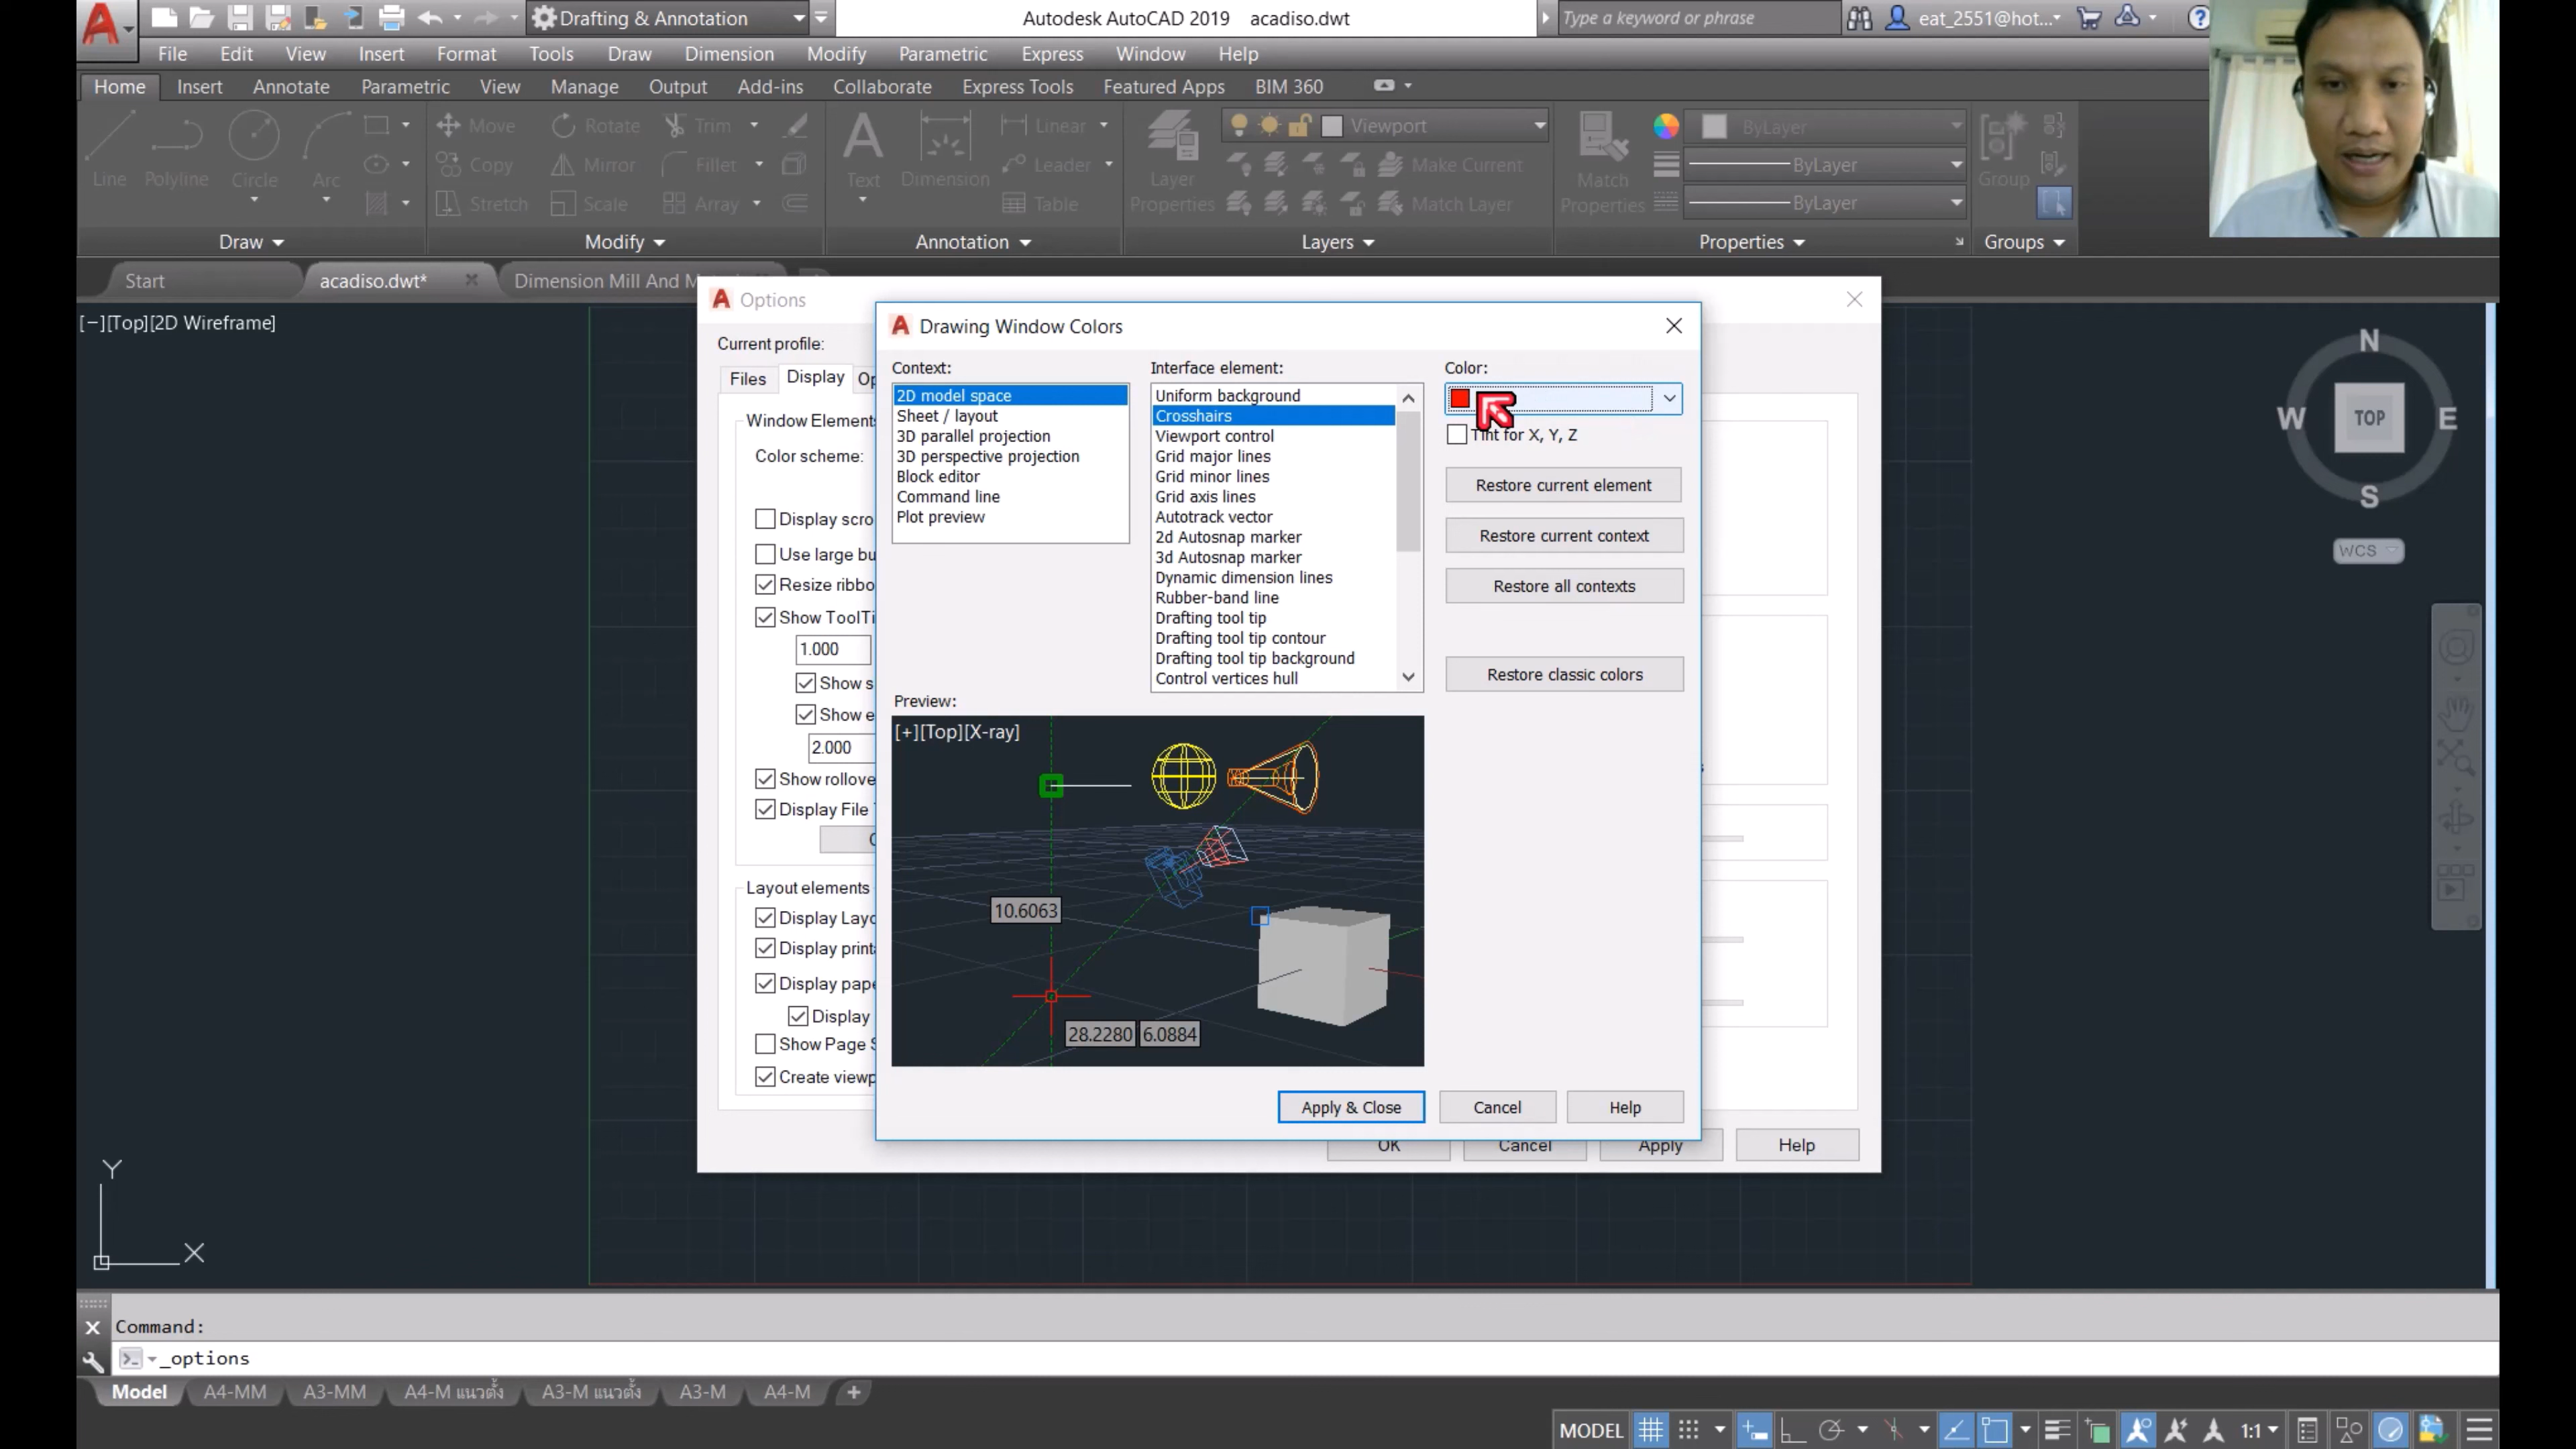 Drafting & Annotation
Autodesk AutoCAD 2019 acadiso.dwt
Type a keyword or phrase
eat_2551@hot...
File Edit View Insert Format Tools Draw Dimension Modify Parametric Express Window Help
Home Insert Annotate Parametric View Manage Output Add-ins Collaborate Express Tools Featured Apps BIM 360
Line Polyline Circle Arc
Move Rotate Trim
Copy Mirror Fillet
Stretch Scale Array
Text Dimension
Linear
Leader
Table
Layer Properties
Viewport
Make Current
Match Layer
Match Properties
ByLayer
ByLayer
ByLayer
Group
Draw Modify Annotation Layers Properties Groups
Start acadiso.dwt* Dimension Mill And M
[−][Top][2D Wireframe]
N
W TOP E
S
WCS
Options
Current profile:
Files Display Op
Window Elements
Color scheme:
Display scro
Use large bu
Resize ribbo
Show ToolTi
1.000
Show s
Show e
2.000
Show rollove
Display File
Layout elements
Display Layo
Display printa
Display pape
Display
Show Page S
Create viewp
OK Cancel Apply Help
Drawing Window Colors
Context:
2D model space
Sheet / layout
3D parallel projection
3D perspective projection
Block editor
Command line
Plot preview
Interface element:
Uniform background
Crosshairs
Viewport control
Grid major lines
Grid minor lines
Grid axis lines
Autotrack vector
2d Autosnap marker
3d Autosnap marker
Dynamic dimension lines
Rubber-band line
Drafting tool tip
Drafting tool tip contour
Drafting tool tip background
Control vertices hull
Color:
Tint for X, Y, Z
Restore current element
Restore current context
Restore all contexts
Restore classic colors
Preview:
[+][Top][X-ray]
10.6063
28.2280 6.0884
Apply & Close Cancel Help
Y
X
Command:
_options
Model A4-MM A3-MM A4-M แนวตั้ง A3-M แนวตั้ง A3-M A4-M
MODEL 1:1